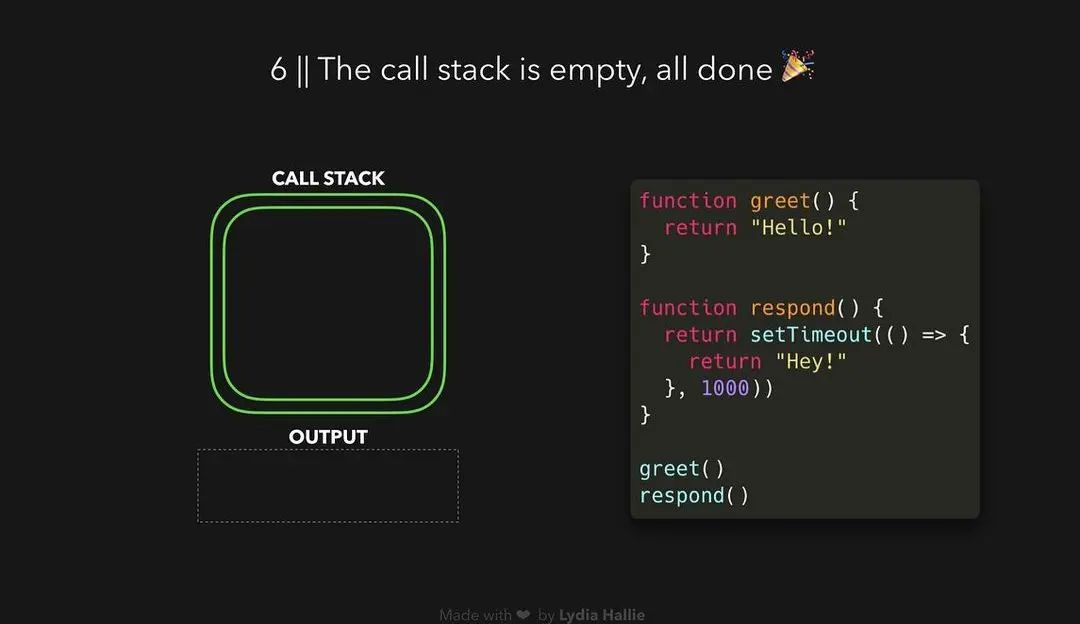 6 || The call stack is empty, all done 🎉
CALL STACK
OUTPUT
function greet() {
  return "Hello!"
}

function respond() {
  return setTimeout(() => {
    return "Hey!"
  }, 1000))
}

greet()
respond()
Made with ❤ by Lydia Hallie